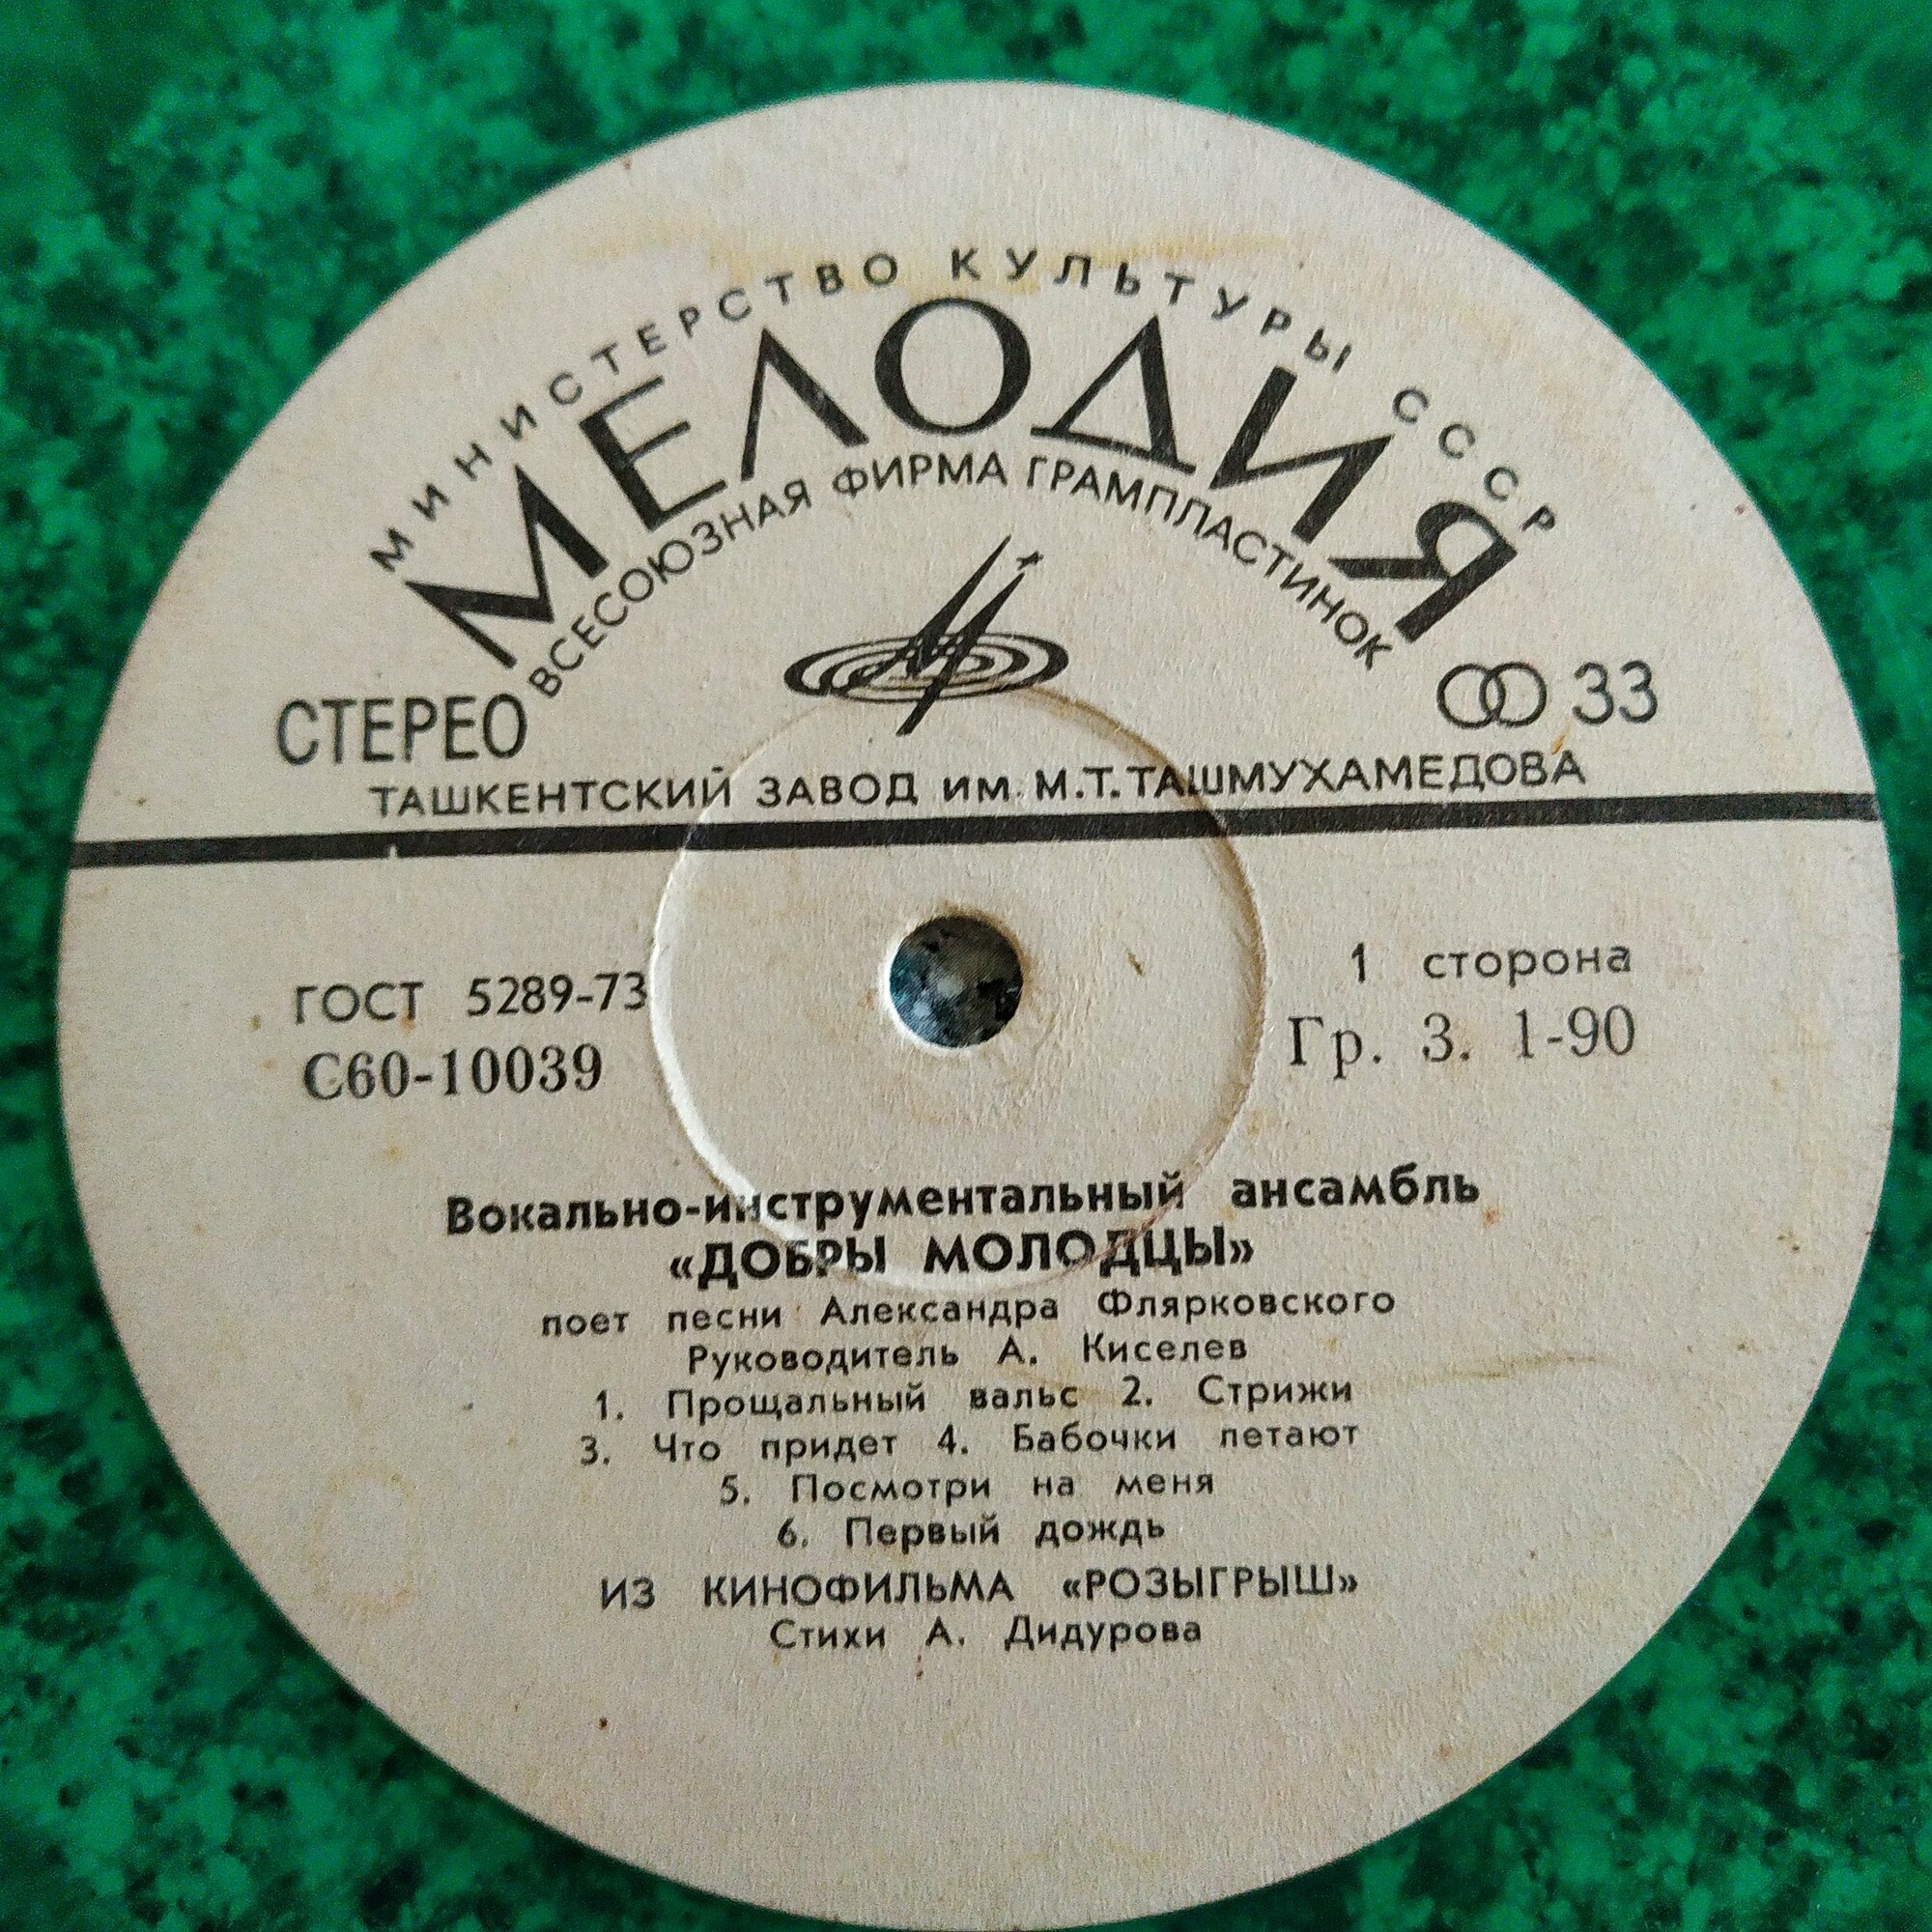 МИНИСТЕРСТВО КУЛЬТУРЫ СССР
МЕЛОДИЯ
ВСЕСОЮЗНАЯ ФИРМА ГРАМПЛАСТИНОК
СТЕРЕО
33
ТАШКЕНТСКИЙ ЗАВОД им. М.Т.ТАШМУХАМЕДОВА
ГОСТ 5289-73
С60-10039
1 сторона
Гр. 3. 1-90
Вокально-инструментальный ансамбль
«ДОБРЫ МОЛОДЦЫ»
поет песни Александра Флярковского
Руководитель А. Киселев
1. Прощальный вальс 2. Стрижи
3. Что придет 4. Бабочки летают
5. Посмотри на меня
6. Первый дождь
ИЗ КИНОФИЛЬМА «РОЗЫГРЫШ»
Стихи А. Дидурова